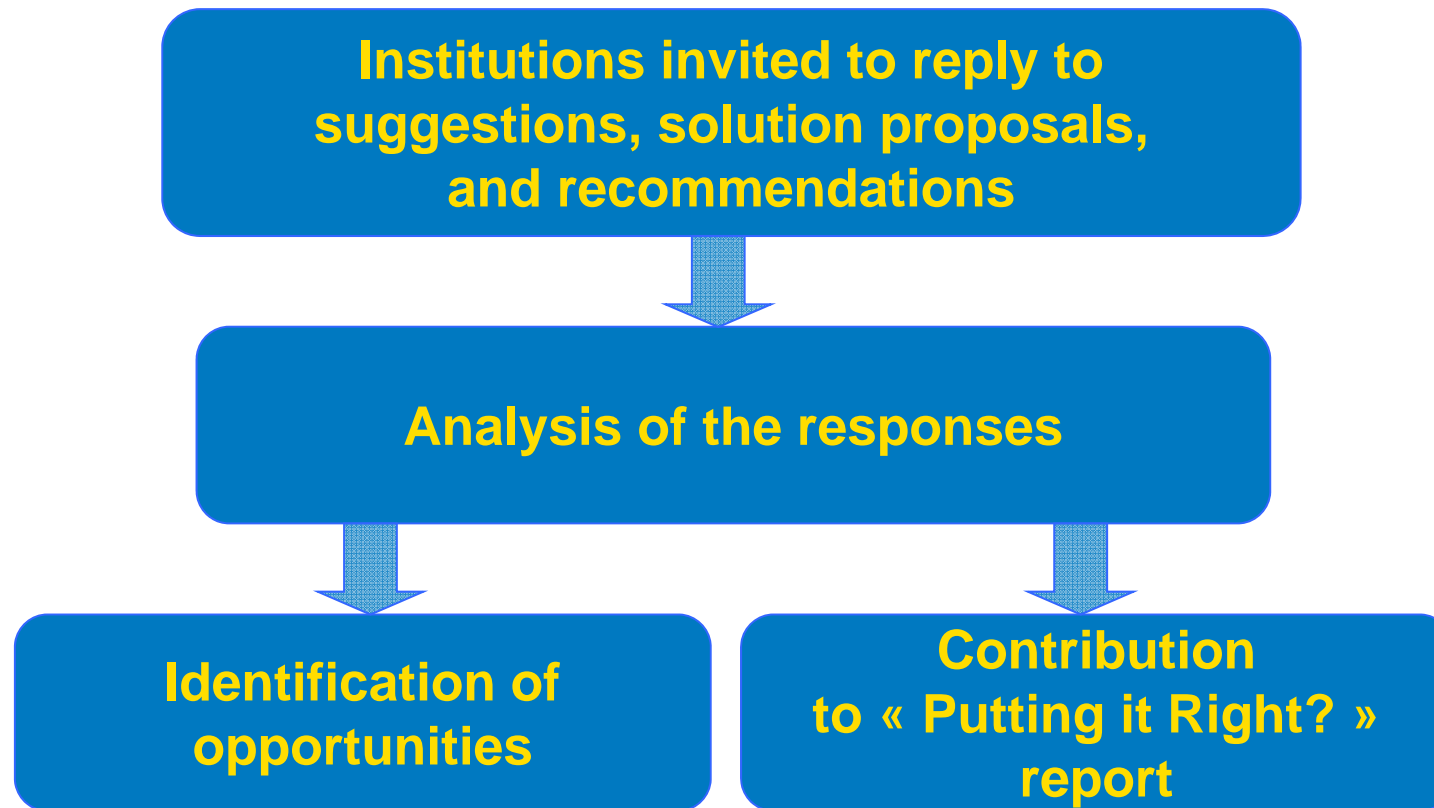 Institutions invited to reply to
suggestions, solution proposals,
and recommendations
Analysis of the responses
Identification of
opportunities
Contribution
to « Putting it Right? »
report